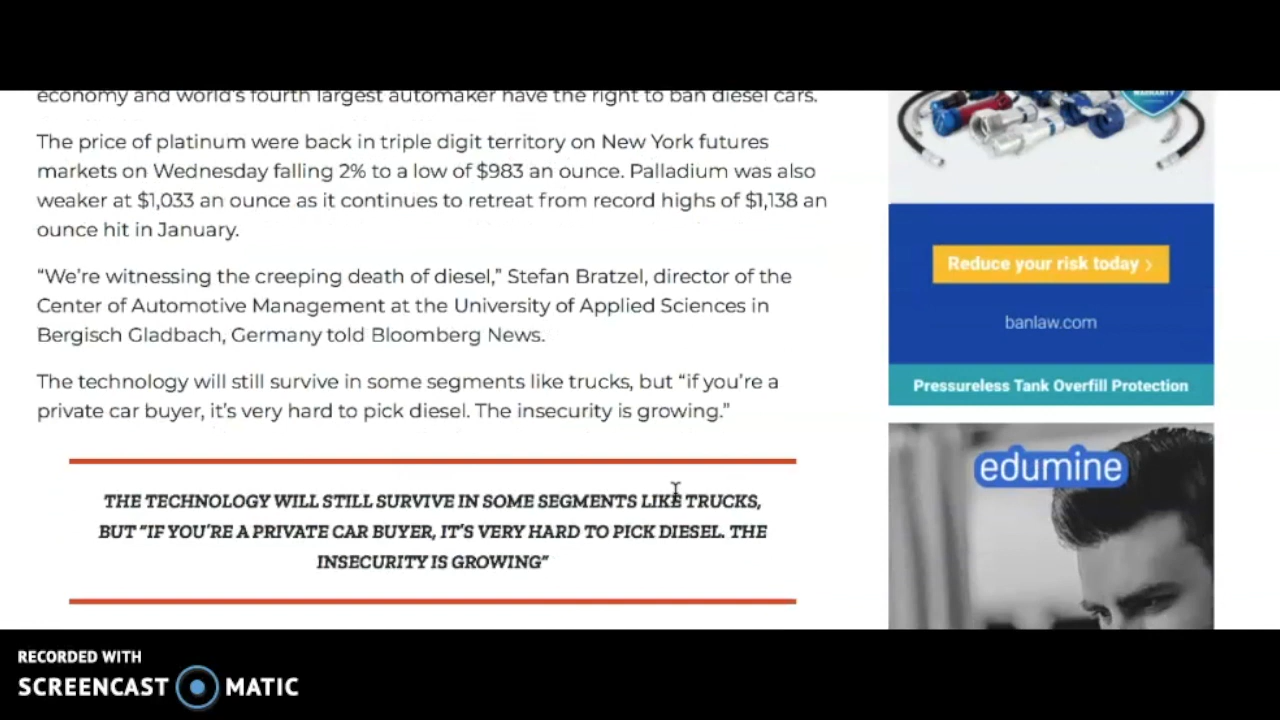 economy and world's fourth largest automaker have the right to ban diesel cars.
The price of platinum were back in triple digit territory on New York futures
markets on Wednesday falling 2% to a low of $983 an ounce. Palladium was also
weaker at $1,033 an ounce as it continues to retreat from record highs of $1,138 an
ounce hit in January.
“We're witnessing the creeping death of diesel,” Stefan Bratzel, director of the
Center of Automotive Management at the University of Applied Sciences in
Bergisch Gladbach, Germany told Bloomberg News.
The technology will still survive in some segments like trucks, but “if you're a
private car buyer, it's very hard to pick diesel. The insecurity is growing.”
THE TECHNOLOGY WILL STILL SURVIVE IN SOME SEGMENTS LIKE TRUCKS,
BUT “IF YOU'RE A PRIVATE CAR BUYER, IT'S VERY HARD TO PICK DIESEL. THE
INSECURITY IS GROWING”
WARRANTY
Reduce your risk today ›
banlaw.com
Pressureless Tank Overfill Protection
edumine
RECORDED WITH
SCREENCAST MATIC